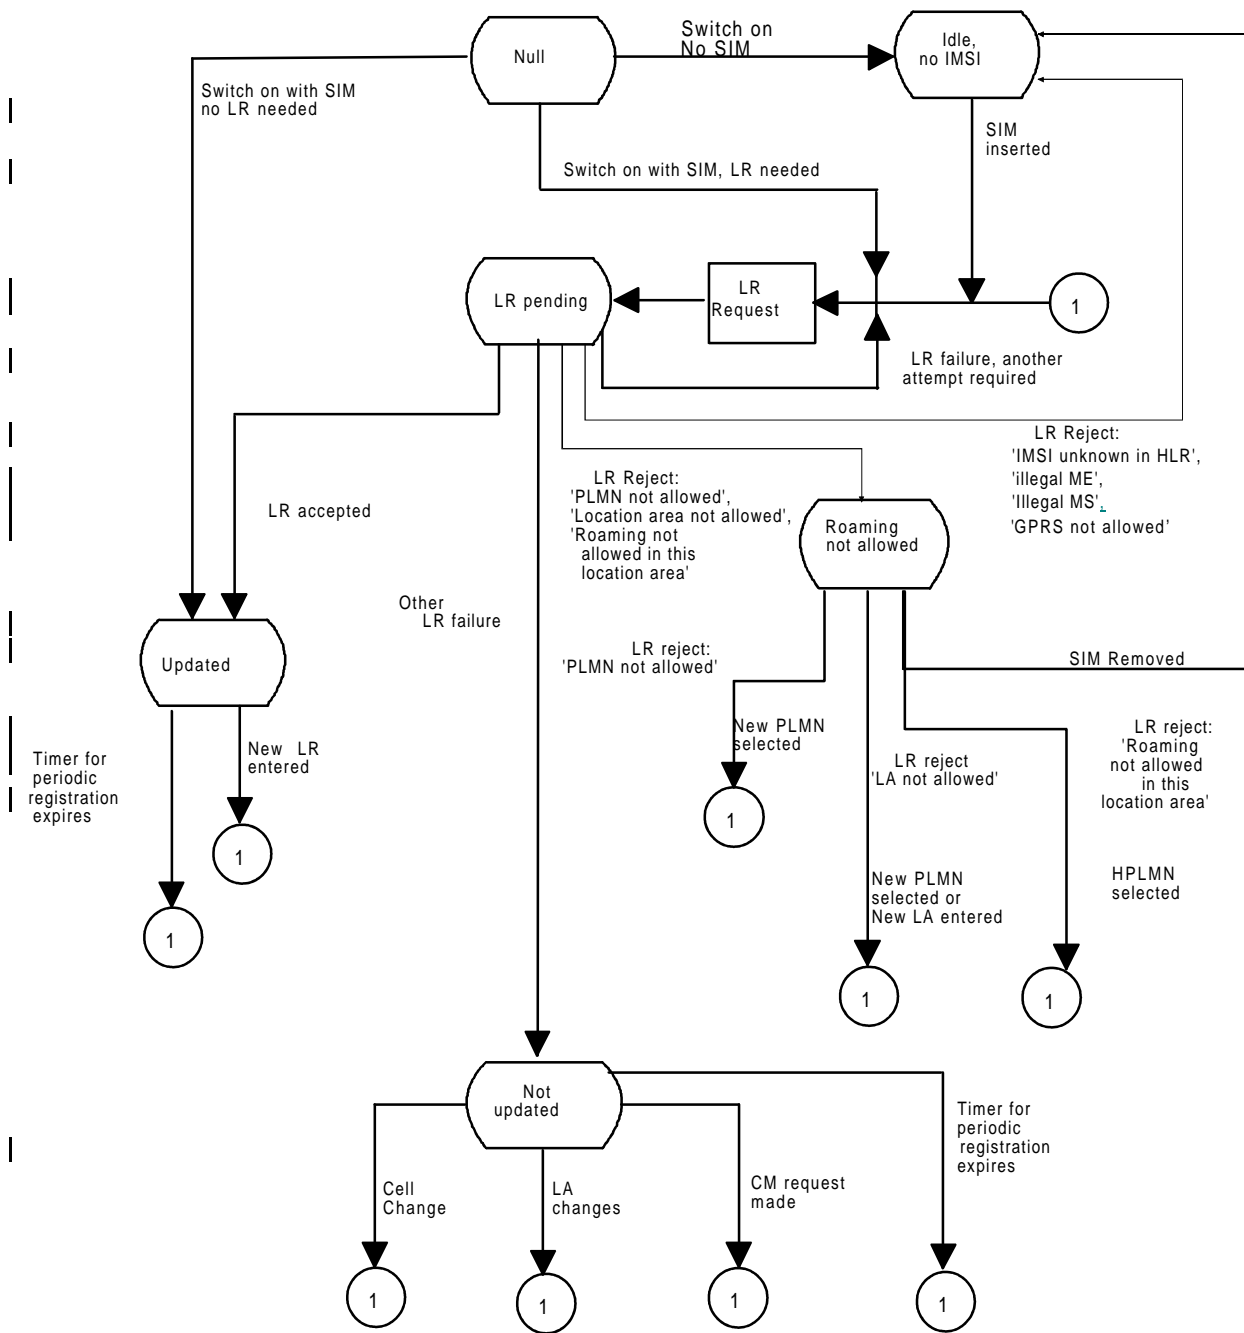 Switch on
No SIM
Null
Idle,
no IMSI
Switch on with SIM
no LR needed
SIM
inserted
Switch on with SIM, LR needed
LR pending
LR
Request
1
LR failure, another
attempt required
LR Reject:
'IMSI unknown in HLR',
'illegal ME',
'Illegal MS',
'GPRS not allowed’
LR Reject:
'PLMN not allowed',
'Location area not allowed',
'Roaming not
allowed in this
location area'
LR accepted
Roaming
not allowed
Other
LR failure
LR reject:
'PLMN not allowed'
SIM Removed
Updated
New PLMN
selected
LR reject
'LA not allowed'
LR reject:
'Roaming
not allowed
in this
location area'
Timer for
periodic
registration
expires
New LR
entered
1
1
1
New PLMN
selected or
New LA entered
HPLMN
selected
1
1
Not
updated
Timer for
periodic
registration
expires
Cell
Change
LA
changes
CM request
made
1
1
1
1